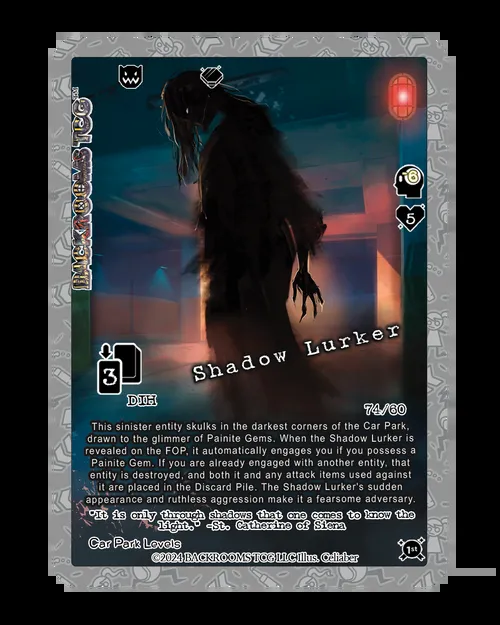 BACKROOMS TCG™
6
5
Shadow Lurker
3
DIH
74/60
This sinister entity skulks in the darkest corners of the Car Park,
drawn to the glimmer of Painite Gems. When the Shadow Lurker is
revealed on the FOP, it automatically engages you if you possess a
Painite Gem. If you are already engaged with another entity, that
entity is destroyed, and both it and any attack items used against
it are placed in the Discard Pile. The Shadow Lurker's sudden
appearance and ruthless aggression make it a fearsome adversary.
"It is only through shadows that one comes to know the
light." -St. Catherine of Siena
Car Park Levels
©2024 BACKROOMS TCG LLC Illus. Celiaber
1st